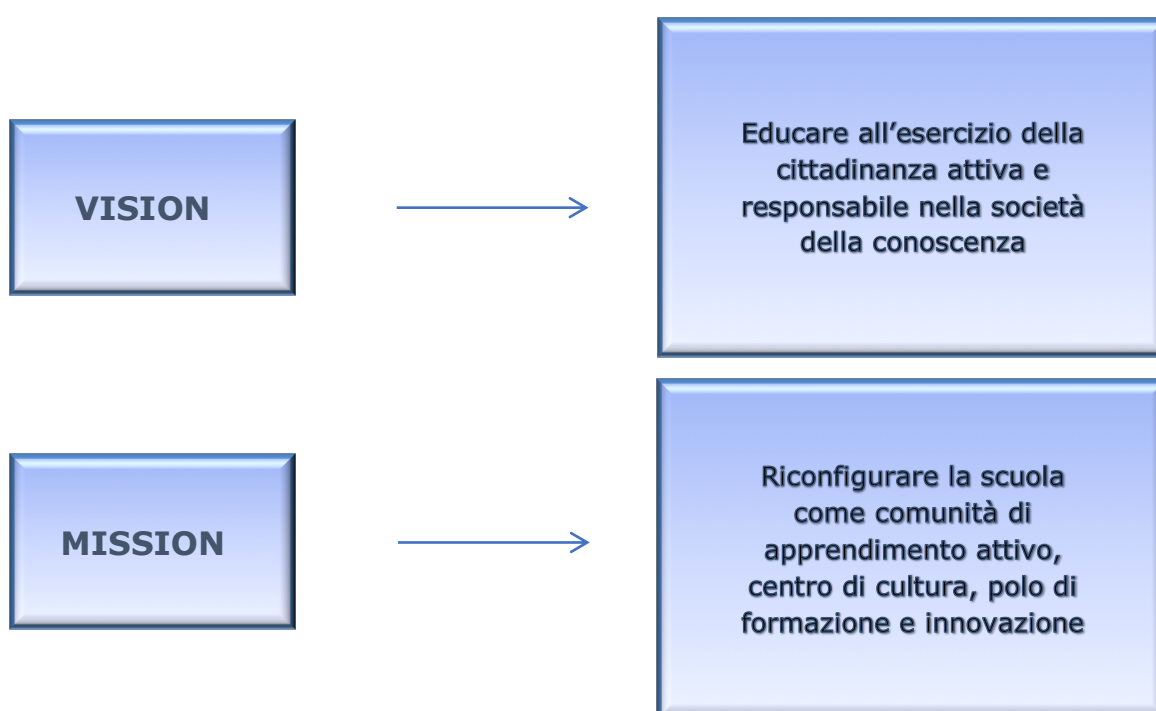 VISION
Educare all’esercizio della
cittadinanza attiva e
responsabile nella società
della conoscenza
MISSION
Riconfigurare la scuola
come comunità di
apprendimento attivo,
centro di cultura, polo di
formazione e innovazione